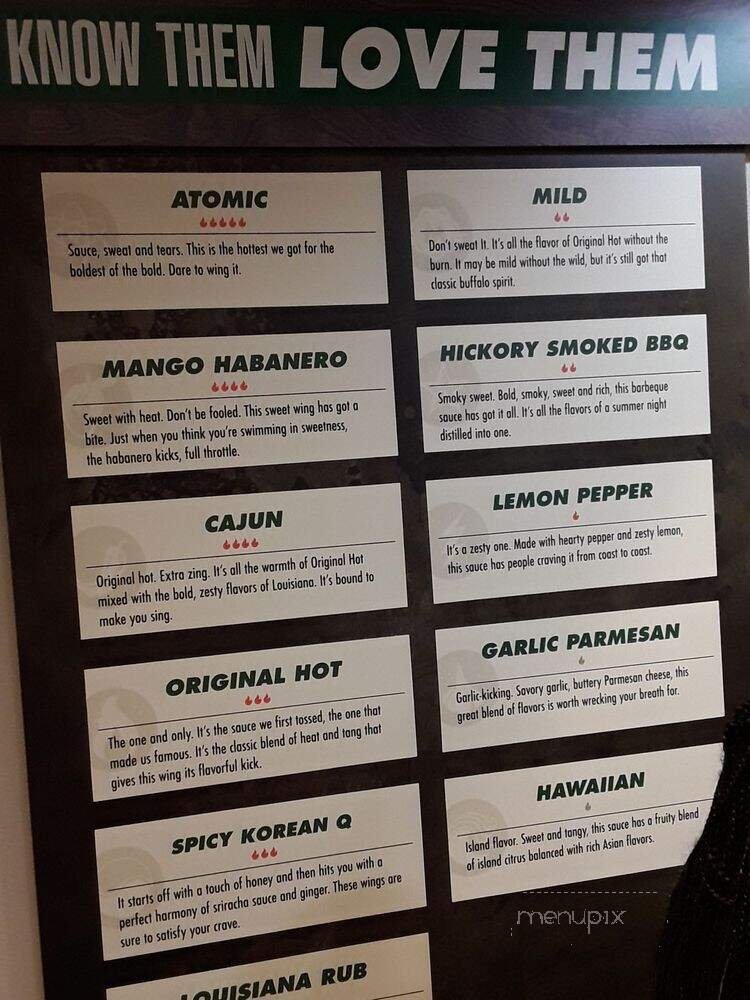 KNOW THEM LOVE THEM
ATOMIC
Sauce, sweat and tears. This is the hottest we got for the
boldest of the bold. Dare to wing it.
MANGO HABANERO
Sweet with heat. Don't be fooled. This sweet wing has got a
bite. Just when you think you're swimming in sweetness,
the habanero kicks, full throttle.
CAJUN
Original hot. Extra zing. It's all the warmth of Original Hot
mixed with the bold, zesty flavors of Louisiana. It's bound to
make you sing.
ORIGINAL HOT
The one and only. It's the sauce we first tossed, the one that
made us famous. It's the classic blend of heat and tang that
gives this wing its flavorful kick.
SPICY KOREAN Q
It starts off with a touch of honey and then hits you with a
perfect harmony of sriracha sauce and ginger. These wings are
sure to satisfy your crave.
LOUISIANA RUB
MILD
Don't sweat It. It's all the flavor of Original Hot without the
burn. It may be mild without the wild, but it's still got that
classic buffalo spirit.
HICKORY SMOKED BBQ
Smoky sweet. Bold, smoky, sweet and rich, this barbeque
sauce has got it all. It's all the flavors of a summer night
distilled into one.
LEMON PEPPER
It's a zesty one. Made with hearty pepper and zesty lemon,
this sauce has people craving it from coast to coast.
GARLIC PARMESAN
Garlic-kicking. Savory garlic, buttery Parmesan cheese, this
great blend of flavors is worth wrecking your breath for.
HAWAIIAN
Island flavor. Sweet and tangy, this sauce has a fruity blend
of island citrus balanced with rich Asian flavors.
menupix